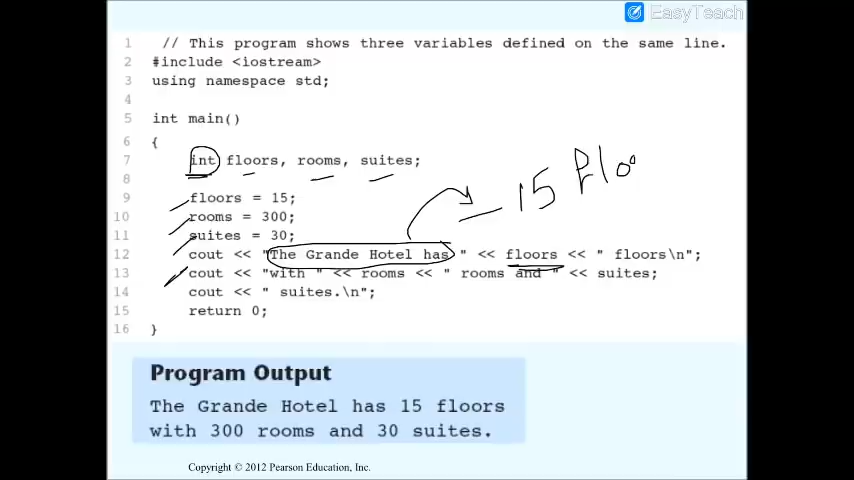 EasyTeach
1 // This program shows three variables defined on the same line.
2 #include <iostream>
3 using namespace std;
4
5 int main()
6 {
7 int floors, rooms, suites;
8
9 floors = 15;
10 rooms = 300;
11 suites = 30;
12 cout << "The Grande Hotel has " << floors << " floors\n";
13 cout << "with " << rooms << " rooms and " << suites;
14 cout << " suites.\n";
15 return 0;
16 }
15 flo
Program Output
The Grande Hotel has 15 floors
with 300 rooms and 30 suites.
Copyright © 2012 Pearson Education, Inc.